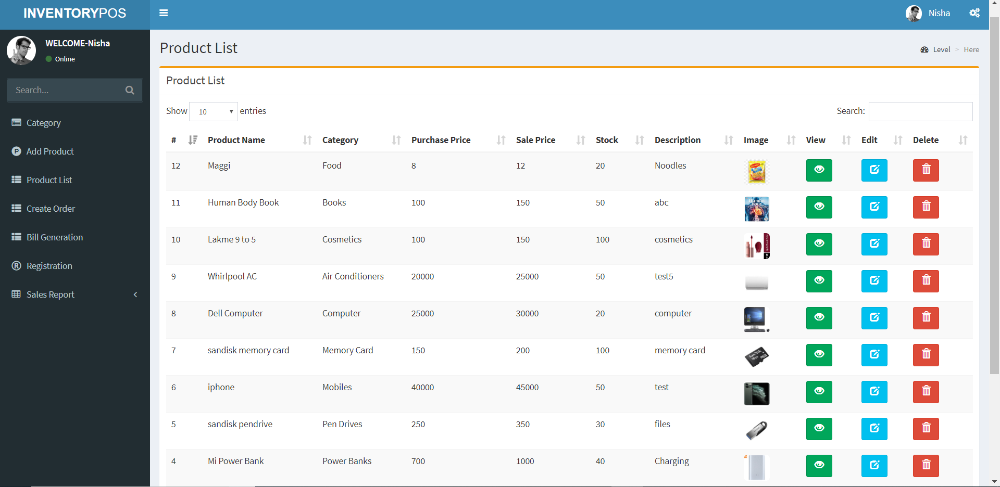 INVENTORYPOS
Nisha
WELCOME-Nisha
Online
Search...
Category
Add Product
Product List
Create Order
Bill Generation
Registration
Sales Report
Product List
Level > Here
Product List
Show 10 entries
Search:
# Product Name Category Purchase Price Sale Price Stock Description Image View Edit Delete
12 Maggi Food 8 12 20 Noodles
11 Human Body Book Books 100 150 50 abc
10 Lakme 9 to 5 Cosmetics 100 150 100 cosmetics
9 Whirlpool AC Air Conditioners 20000 25000 50 test5
8 Dell Computer Computer 25000 30000 20 computer
7 sandisk memory card Memory Card 150 200 100 memory card
6 iphone Mobiles 40000 45000 50 test
5 sandisk pendrive Pen Drives 250 350 30 files
4 Mi Power Bank Power Banks 700 1000 40 Charging